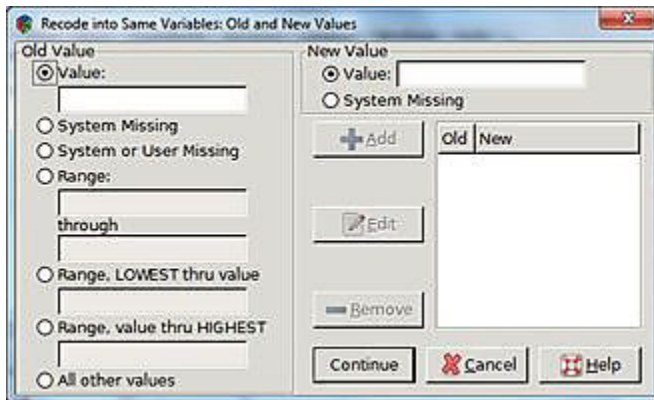 Recode into Same Variables: Old and New Values
Old Value
Value:
System Missing
System or User Missing
Range:
through
Range, LOWEST thru value
Range, value thru HIGHEST
All other values
New Value
Value:
System Missing
Add
Edit
Remove
Old New
Continue
Cancel
Help